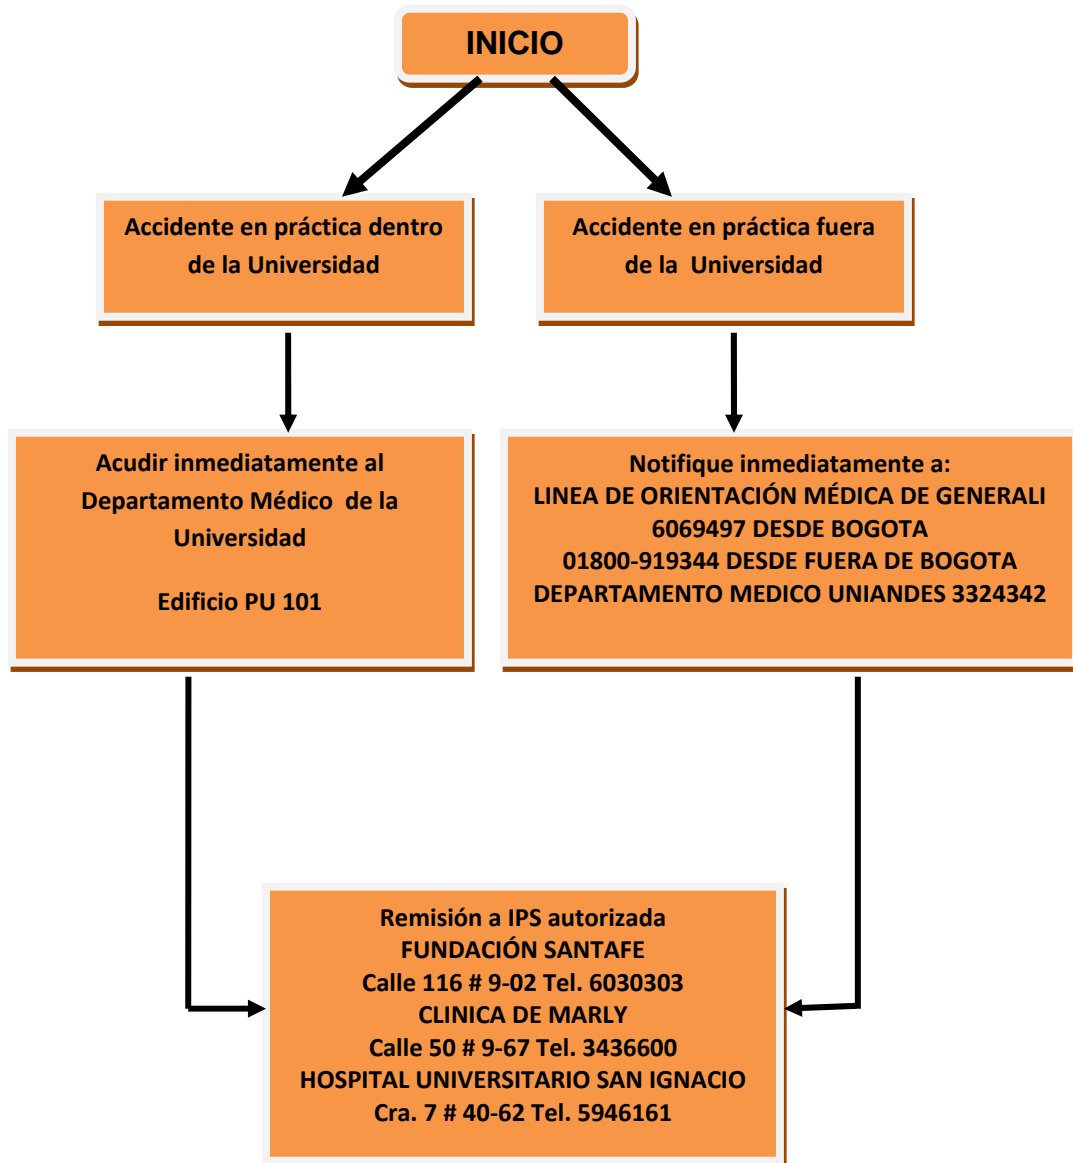 INICIO
Accidente en práctica dentro
de la Universidad
Accidente en práctica fuera
de la Universidad
Acudir inmediatamente al
Departamento Médico de la
Universidad
Edificio PU 101
Notifique inmediatamente a:
LINEA DE ORIENTACIÓN MÉDICA DE GENERALI
6069497 DESDE BOGOTA
01800-919344 DESDE FUERA DE BOGOTA
DEPARTAMENTO MEDICO UNIANDES 3324342
Remisión a IPS autorizada
FUNDACIÓN SANTAFE
Calle 116 # 9-02 Tel. 6030303
CLINICA DE MARLY
Calle 50 # 9-67 Tel. 3436600
HOSPITAL UNIVERSITARIO SAN IGNACIO
Cra. 7 # 40-62 Tel. 5946161